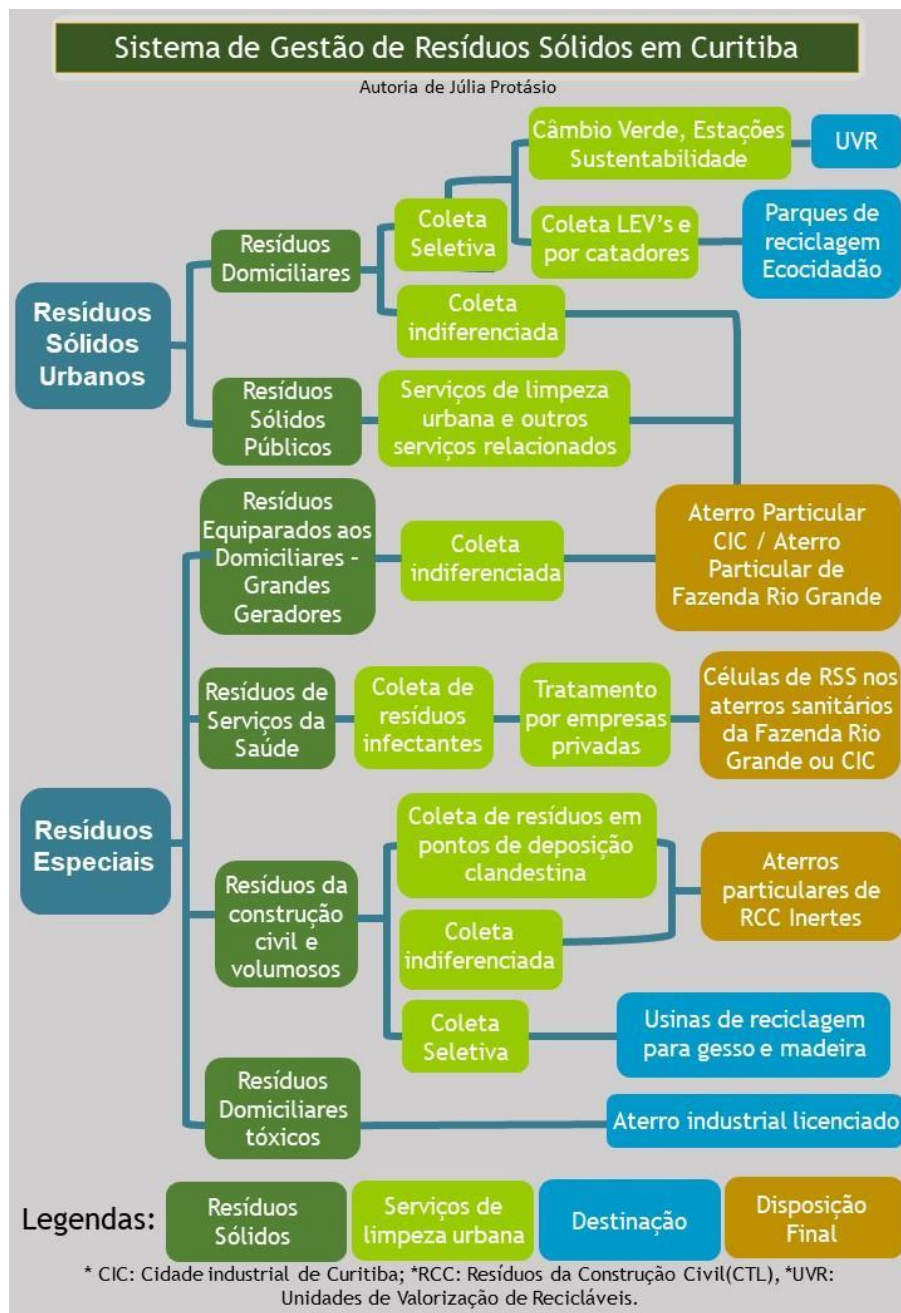 Sistema de Gestão de Resíduos Sólidos em Curitiba
Autoria de Júlia Protásio
Câmbio Verde, Estações
Sustentabilidade
UVR
Coleta
Seletiva
Coleta LEV's e
por catadores
Parques de
reciclagem
Ecocidadão
Resíduos
Domiciliares
Coleta
indiferenciada
Resíduos
Sólidos
Urbanos
Resíduos
Sólidos
Públicos
Serviços de limpeza
urbana e outros
serviços relacionados
Resíduos
Equiparados aos
Domiciliares –
Grandes
Geradores
Coleta
indiferenciada
Aterro Particular
CIC / Aterro
Particular de
Fazenda Rio Grande
Resíduos de
Serviços da
Saúde
Coleta de
resíduos
infectantes
Tratamento
por empresas
privadas
Células de RSS nos
aterros sanitários
da Fazenda Rio
Grande ou CIC
Resíduos
Especiais
Resíduos da
construção
civil e
volumosos
Coleta de resíduos em
pontos de deposição
clandestina
Coleta
indiferenciada
Aterros
particulares de
RCC Inertes
Coleta
Seletiva
Usinas de reciclagem
para gesso e madeira
Resíduos
Domiciliares
tóxicos
Aterro industrial licenciado
Legendas:
Resíduos
Sólidos
Serviços de
limpeza urbana
Destinação
Disposição
Final
* CIC: Cidade industrial de Curitiba; *RCC: Resíduos da Construção Civil(CTL), *UVR:
Unidades de Valorização de Recicláveis.